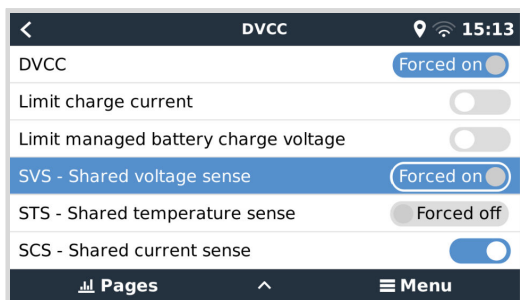 DVCC 15:13
DVCC Forced on
Limit charge current
Limit managed battery charge voltage
SVS - Shared voltage sense Forced on
STS - Shared temperature sense Forced off
SCS - Shared current sense
Pages Menu